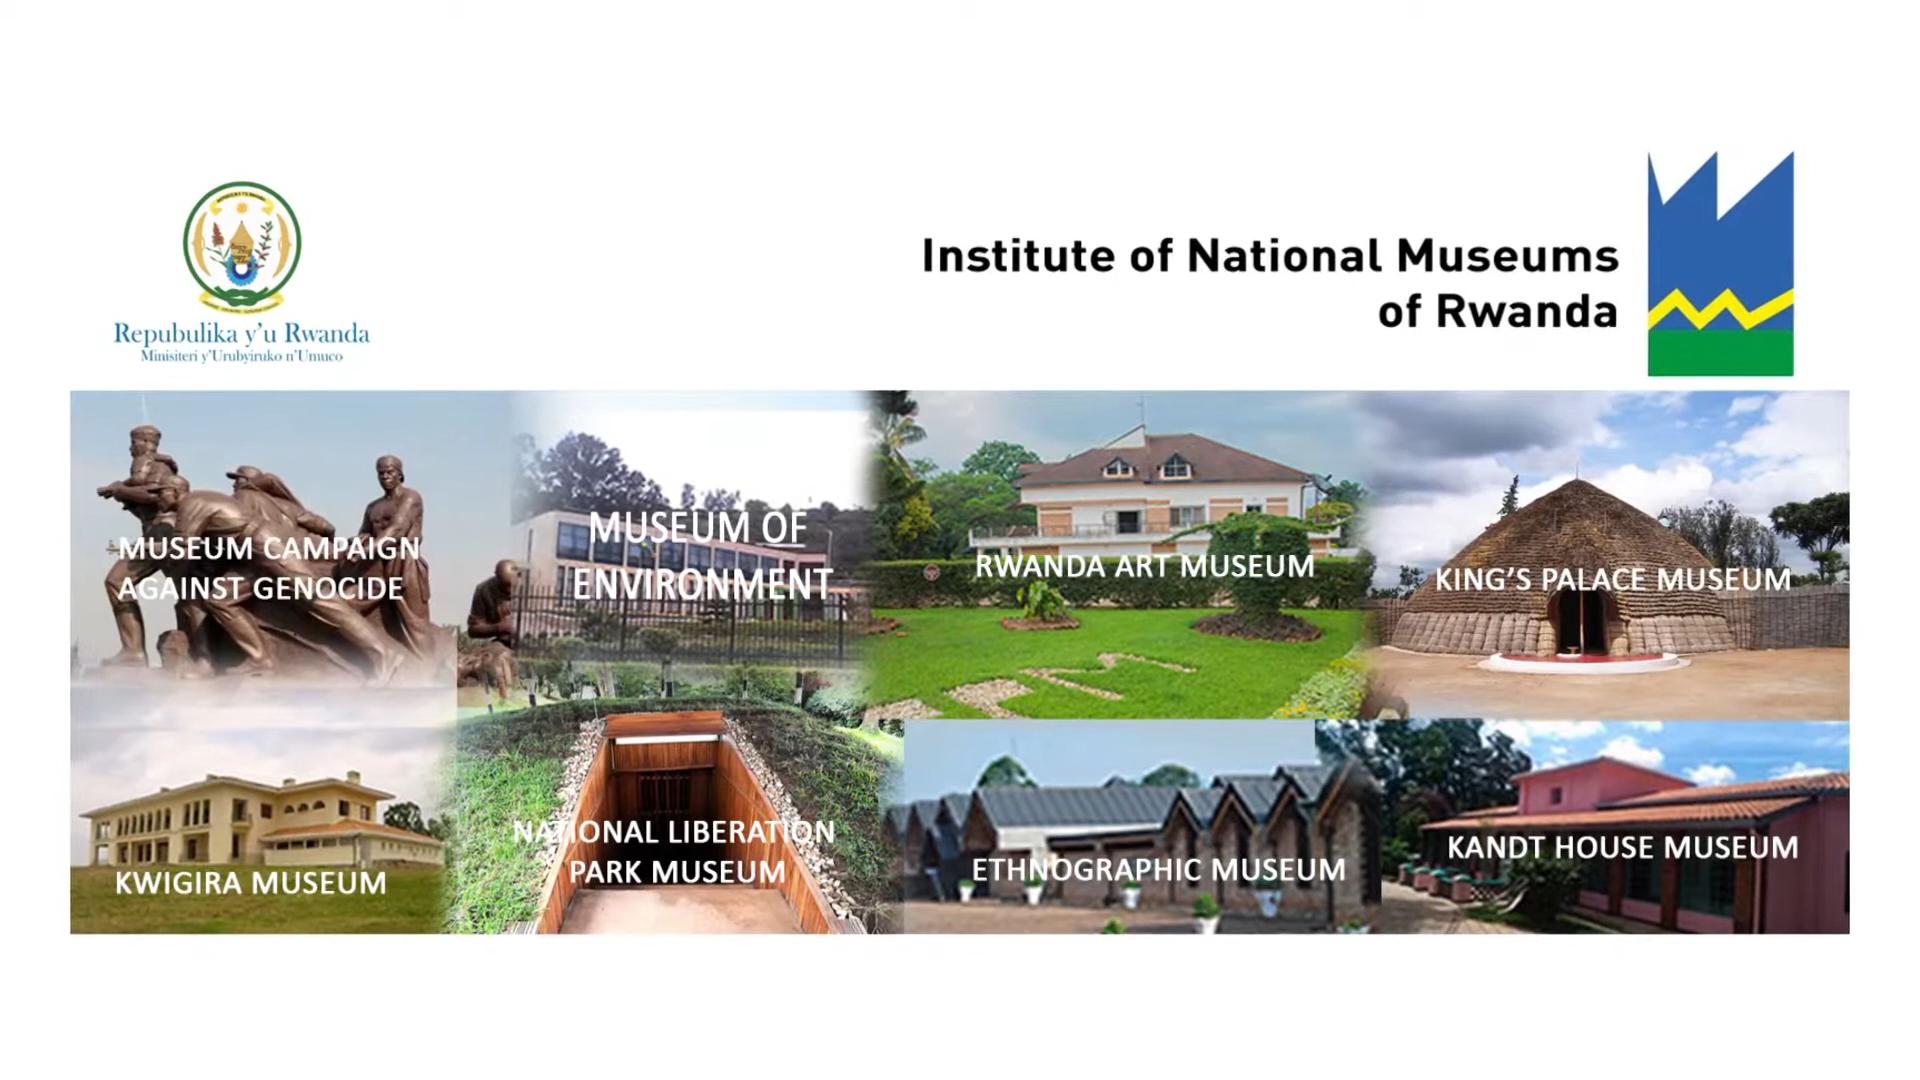 Repubulika y'u Rwanda
Minisiteri y'Urubyiruko n'Umuco
Institute of National Museums
of Rwanda
MUSEUM CAMPAIGN
AGAINST GENOCIDE
MUSEUM OF
ENVIRONMENT
RWANDA ART MUSEUM
KING'S PALACE MUSEUM
KWIGIRA MUSEUM
NATIONAL LIBERATION
PARK MUSEUM
ETHNOGRAPHIC MUSEUM
KANDT HOUSE MUSEUM